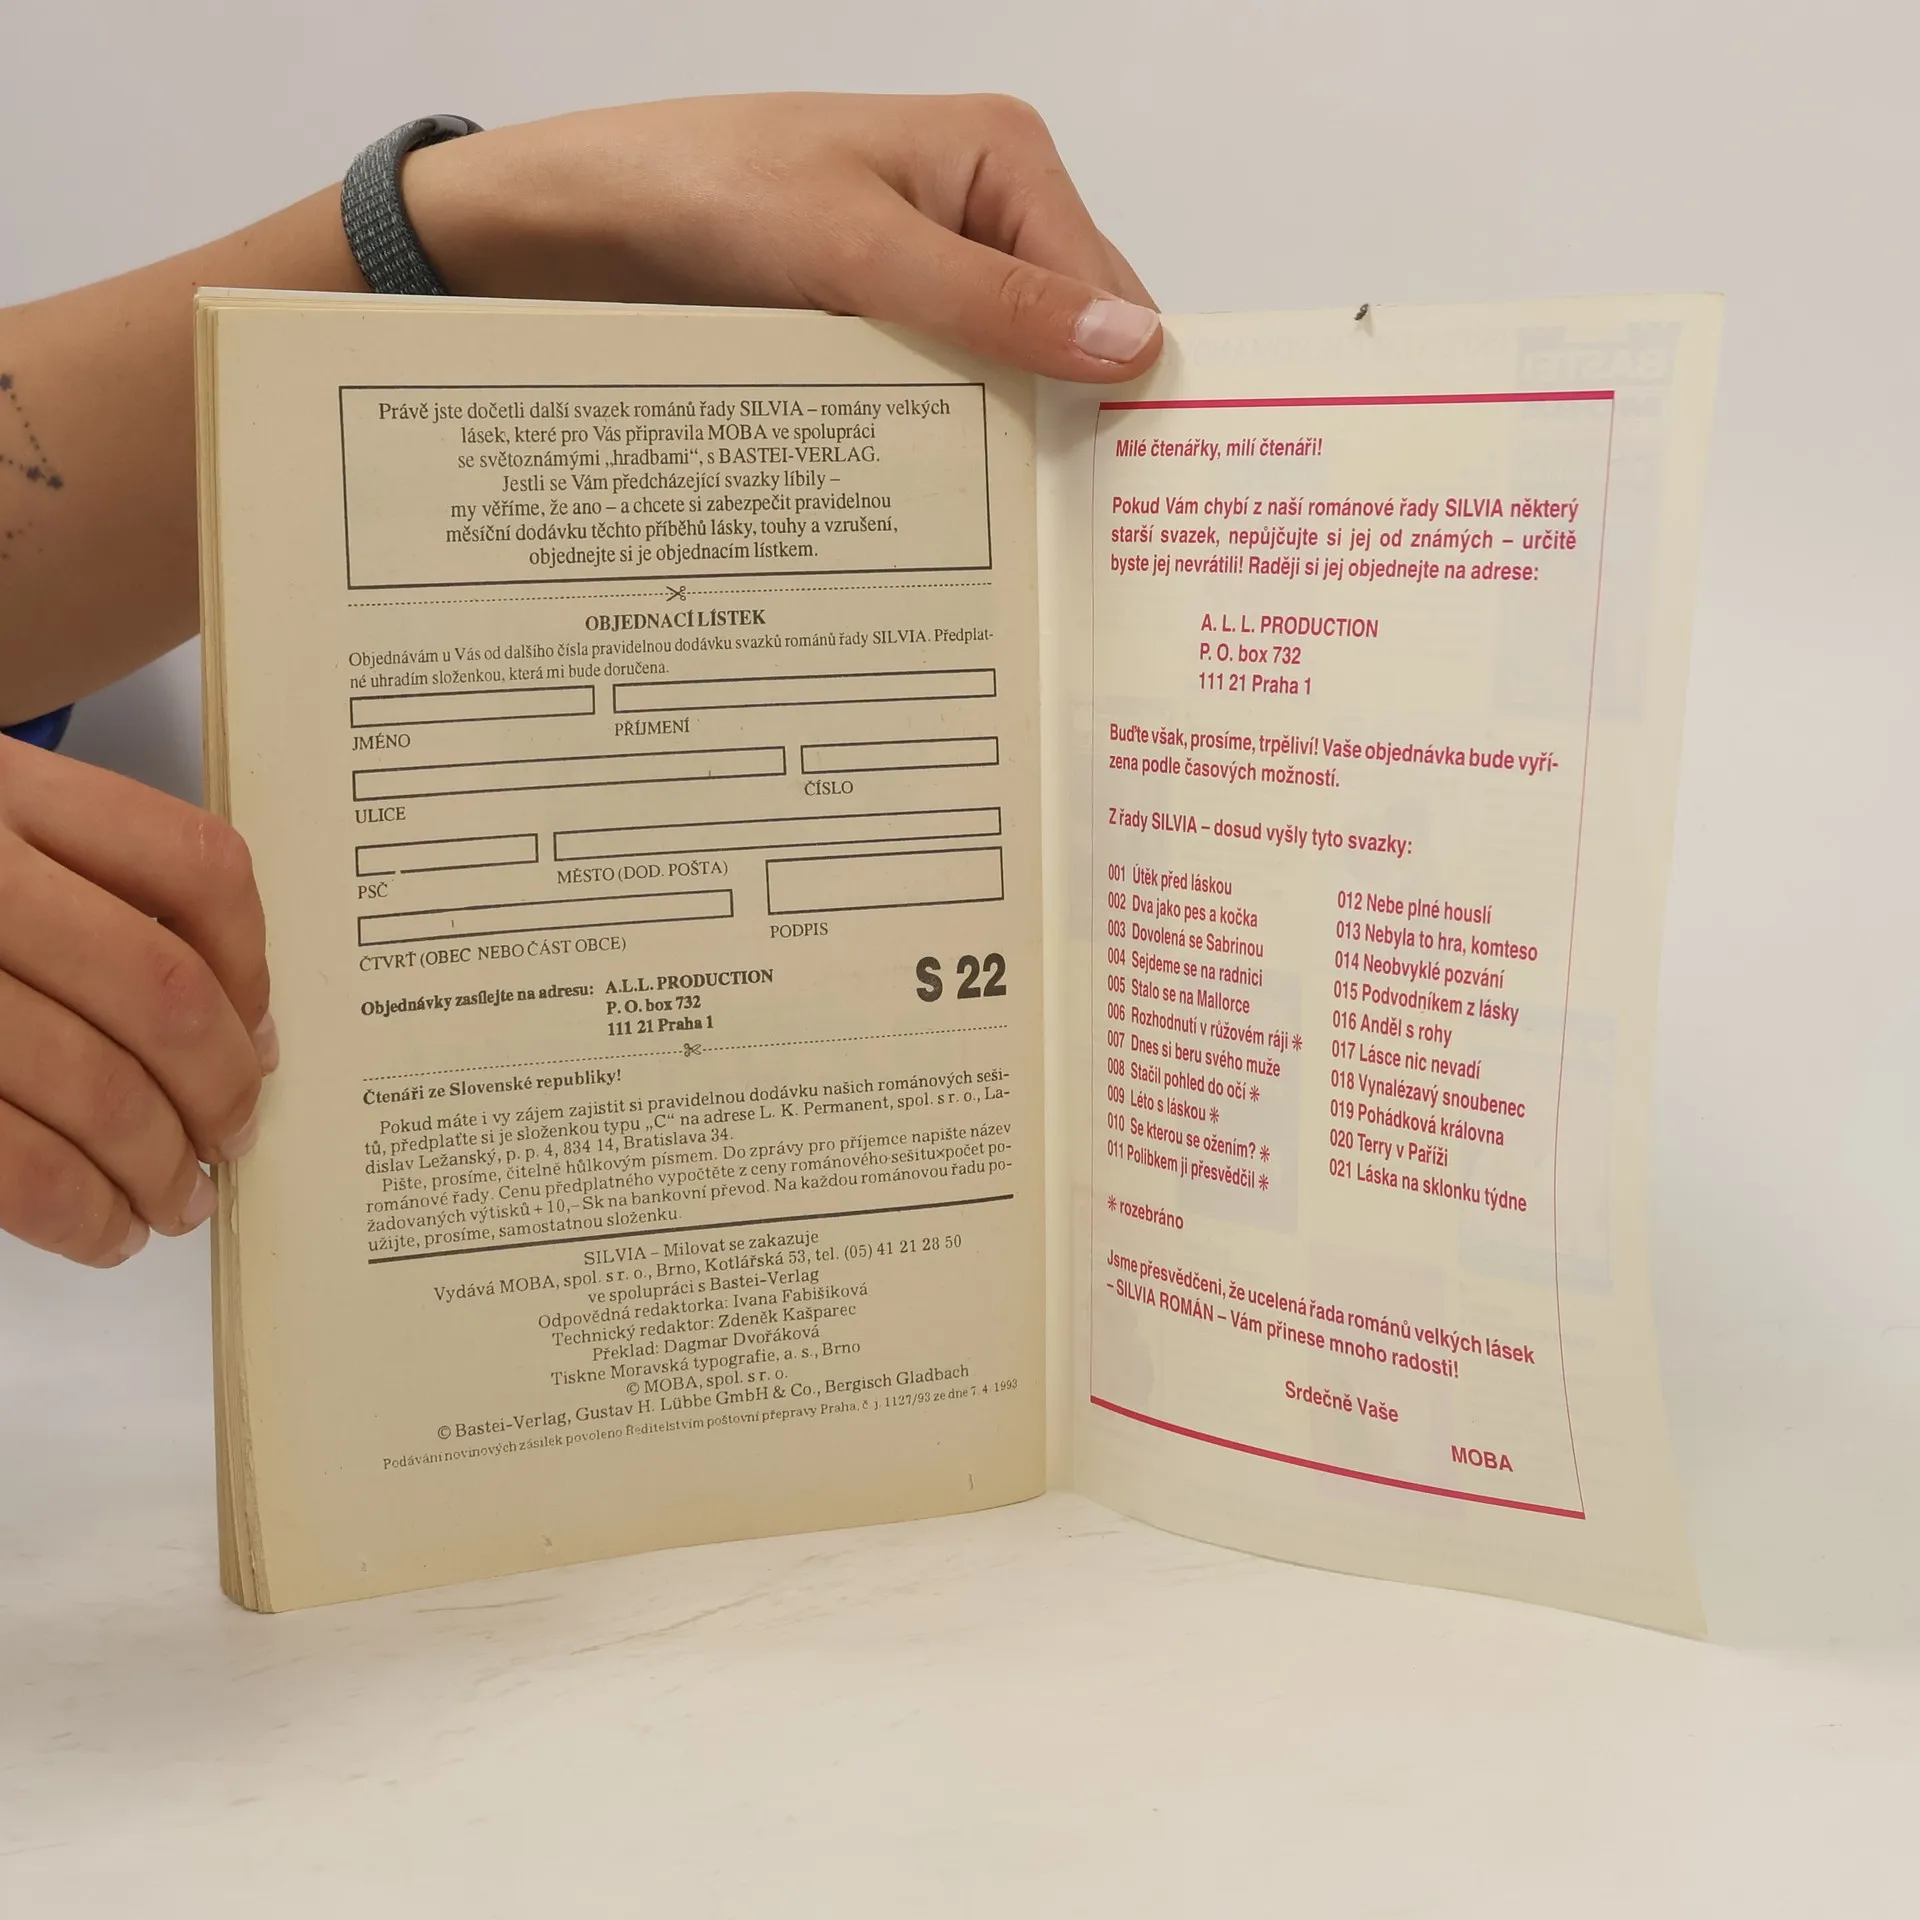 Právě jste dočetli další svazek románů řady SILVIA – romány velkých
lásek, které pro Vás připravila MOBA ve spolupráci
se světoznámými „hradbami“, s BASTEI-VERLAG.
Jestli se Vám předcházející svazky líbily –
my věříme, že ano – a chcete si zabezpečit pravidelnou
měsíční dodávku těchto příběhů lásky, touhy a vzrušení,
objednejte si je objednacím lístkem.
OBJEDNACÍ LÍSTEK
Objednávám u Vás od dalšího čísla pravidelnou dodávku svazků románů řady SILVIA. Předplat-
né uhradím složenkou, která mi bude doručena.
JMÉNO PŘÍJMENÍ
ULICE ČÍSLO
PSČ MĚSTO (DOD. POŠTA)
ČTVRŤ (OBEC NEBO ČÁST OBCE) PODPIS
Objednávky zasílejte na adresu: A.L.L. PRODUCTION
P. O. box 732
111 21 Praha 1
S 22
Čtenáři ze Slovenské republiky!
Pokud máte i vy zájem zajistit si pravidelnou dodávku našich románových seši-
tů, předplaťte si je složenkou typu „C“ na adrese L. K. Permanent, spol. s r. o., La-
dislav Ležanský, p. p. 4, 834 14, Bratislava 34.
Pište, prosíme, čitelně hůlkovým písmem. Do zprávy pro příjemce napište název
románové řady. Cenu předplatného vypočtěte z ceny románového sešitu×počet po-
žadovaných výtisků + 10,– Sk na bankovní převod. Na každou románovou řadu po-
užijte, prosíme, samostatnou složenku.
SILVIA – Milovat se zakazuje
Vydává MOBA, spol. s r. o., Brno, Kotlářská 53, tel. (05) 41 21 28 50
ve spolupráci s Bastei-Verlag
Odpovědná redaktorka: Ivana Fabišiková
Technický redaktor: Zdeněk Kašparec
Překlad: Dagmar Dvořáková
Tiskne Moravská typografie, a. s., Brno
© MOBA, spol. s r. o.
© Bastei-Verlag, Gustav H. Lübbe GmbH & Co., Bergisch Gladbach
Podávání novinových zásilek povoleno Ředitelstvím poštovní přepravy Praha, č. j. 1127/93 ze dne 7. 4. 1993
Milé čtenářky, milí čtenáři!
Pokud Vám chybí z naší románové řady SILVIA některý
starší svazek, nepůjčujte si jej od známých – určitě
byste jej nevrátili! Raději si jej objednejte na adrese:
A. L. L. PRODUCTION
P. O. box 732
111 21 Praha 1
Buďte však, prosíme, trpěliví! Vaše objednávka bude vyří-
zena podle časových možností.
Z řady SILVIA – dosud vyšly tyto svazky:
001 Útěk před láskou
002 Dva jako pes a kočka
003 Dovolená se Sabrinou
004 Sejdeme se na radnici
005 Stalo se na Mallorce
006 Rozhodnutí v růžovém ráji *
007 Dnes si beru svého muže
008 Stačil pohled do očí *
009 Léto s láskou *
010 Se kterou se ožením? *
011 Polibkem ji přesvědčil *
012 Nebe plné houslí
013 Nebyla to hra, komteso
014 Neobvyklé pozvání
015 Podvodníkem z lásky
016 Anděl s rohy
017 Lásce nic nevadí
018 Vynalézavý snoubenec
019 Pohádková královna
020 Terry v Paříži
021 Láska na sklonku týdne
* rozebráno
Jsme přesvědčeni, že ucelená řada románů velkých lásek
– SILVIA ROMÁN – Vám přinese mnoho radosti!
Srdečně Vaše
MOBA